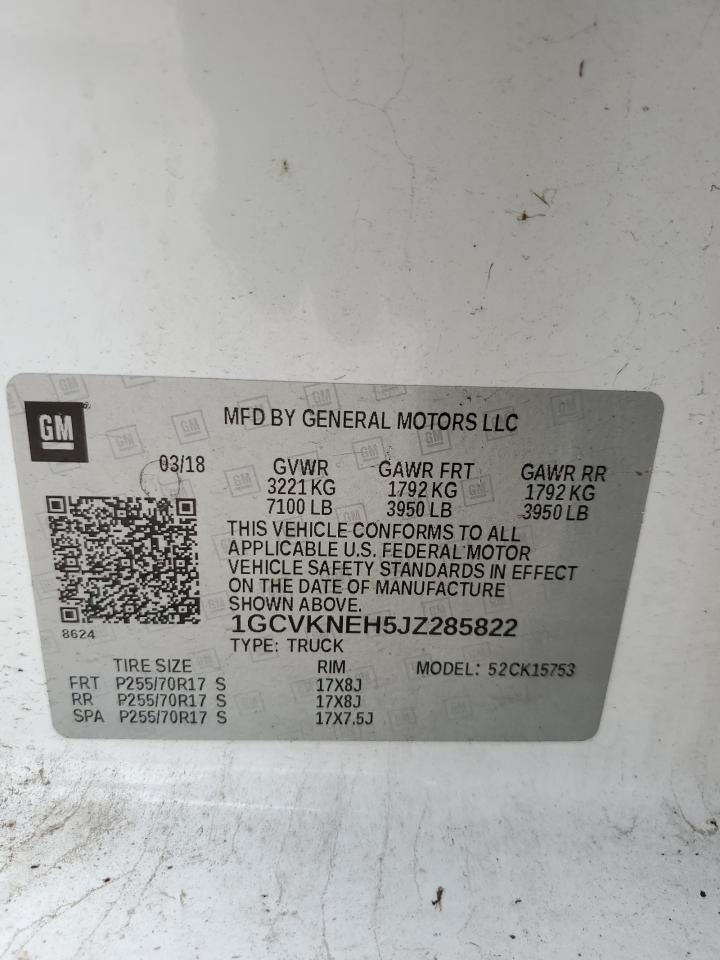 GM
MFD BY GENERAL MOTORS LLC
03/18 GVWR GAWR FRT GAWR RR
3221 KG 1792 KG 1792 KG
7100 LB 3950 LB 3950 LB
THIS VEHICLE CONFORMS TO ALL
APPLICABLE U.S. FEDERAL MOTOR
VEHICLE SAFETY STANDARDS IN EFFECT
ON THE DATE OF MANUFACTURE
SHOWN ABOVE.
8624
1GCVKNEH5JZ285822
TYPE: TRUCK
TIRE SIZE RIM MODEL: 52CK15753
FRT P255/70R17 S 17X8J
RR P255/70R17 S 17X8J
SPA P255/70R17 S 17X7.5J